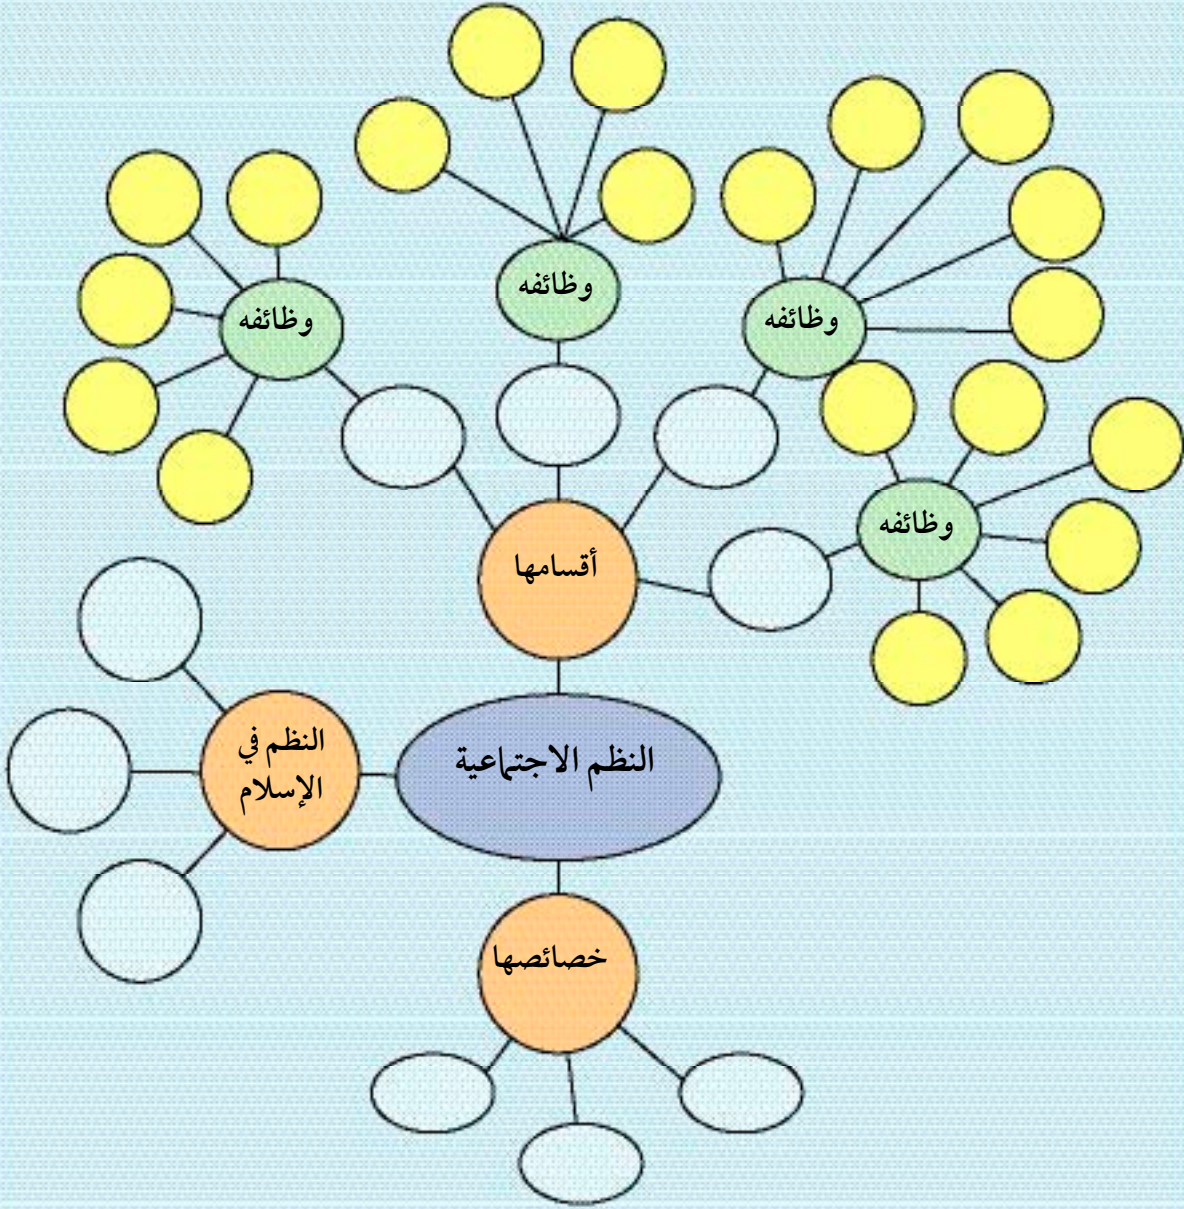 وظائفه
وظائفه
وظائفه
وظائفه
أقسامها
النظم الاجتماعية
النظم في
الإسلام
خصائصها